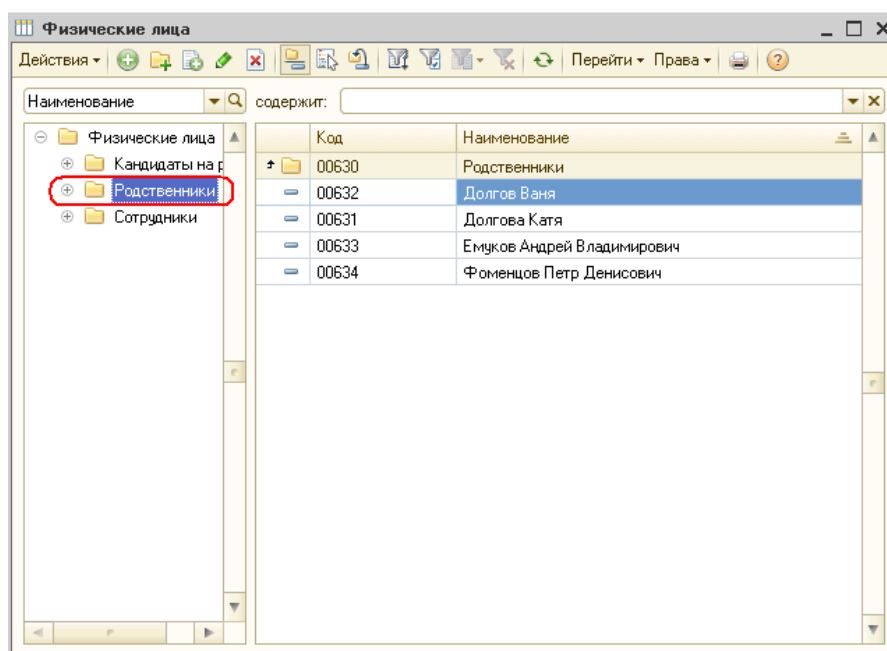 Физические лица
Действия Перейти Права
Наименование содержит:
Физические лица
Кандидаты на р
Родственники
Сотрудники
Код Наименование
00630 Родственники
00632 Долгов Ваня
00631 Долгова Катя
00633 Емуков Андрей Владимирович
00634 Фоменцов Петр Денисович